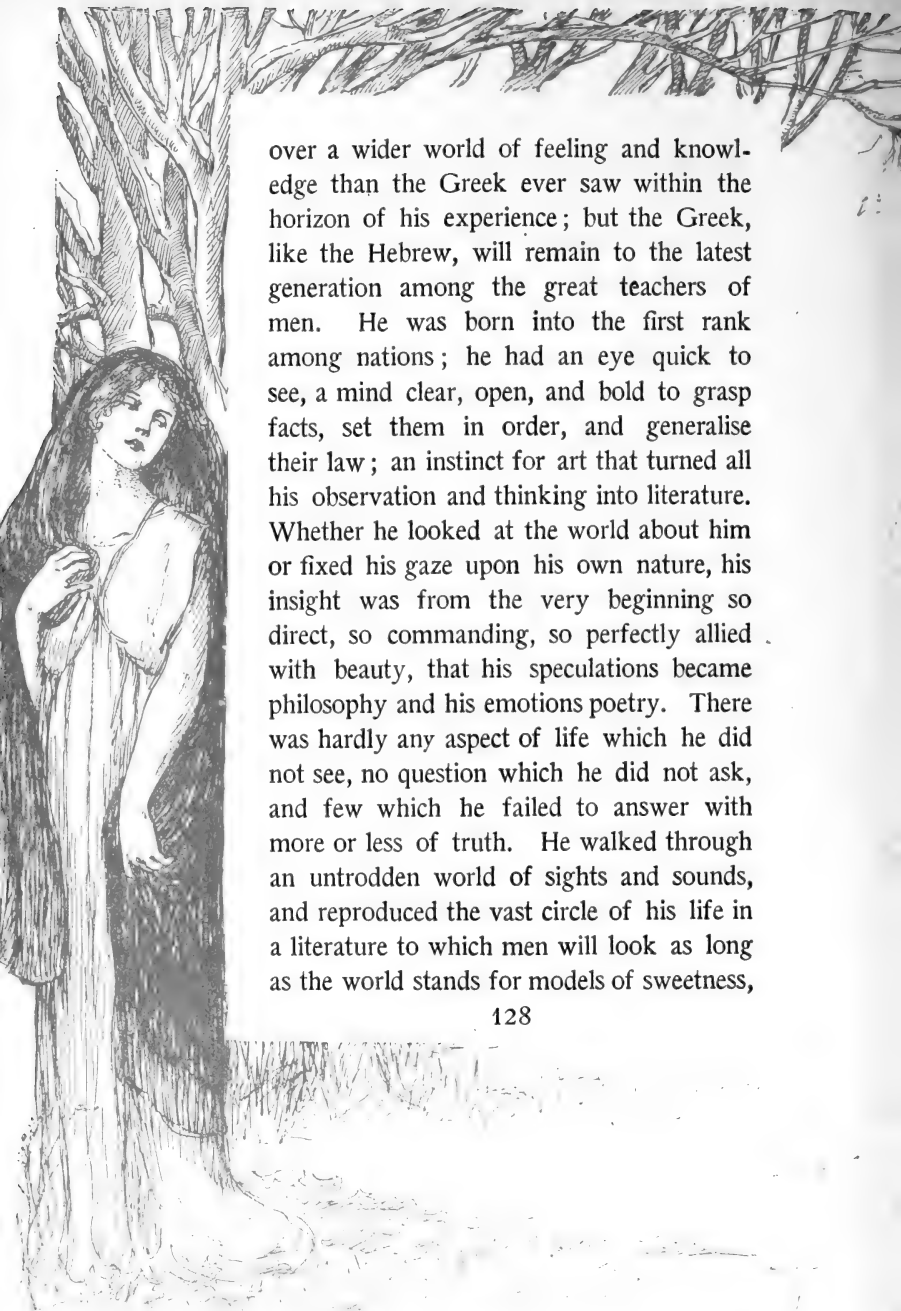 over a wider world of feeling and knowl-
edge than the Greek ever saw within the
horizon of his experience; but the Greek,
like the Hebrew, will remain to the latest
generation among the great teachers of
men. He was born into the first rank
among nations; he had an eye quick to
see, a mind clear, open, and bold to grasp
facts, set them in order, and generalise
their law; an instinct for art that turned all
his observation and thinking into literature.
Whether he looked at the world about him
or fixed his gaze upon his own nature, his
insight was from the very beginning so
direct, so commanding, so perfectly allied
with beauty, that his speculations became
philosophy and his emotions poetry. There
was hardly any aspect of life which he did
not see, no question which he did not ask,
and few which he failed to answer with
more or less of truth. He walked through
an untrodden world of sights and sounds,
and reproduced the vast circle of his life in
a literature to which men will look as long
as the world stands for models of sweetness,
128